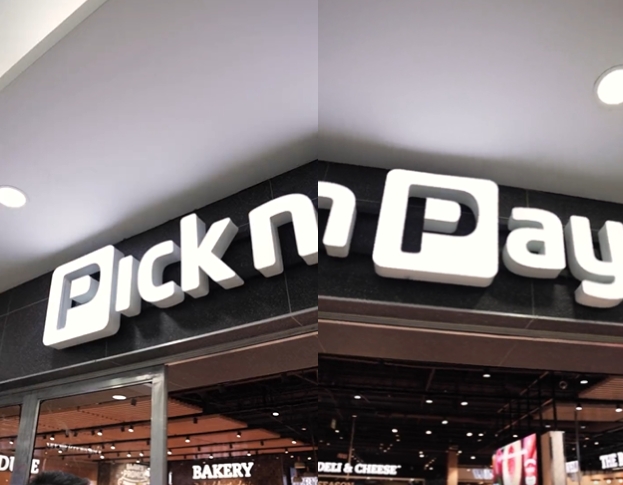 Pick n Pay
BAKERY
DELI & CHEESE